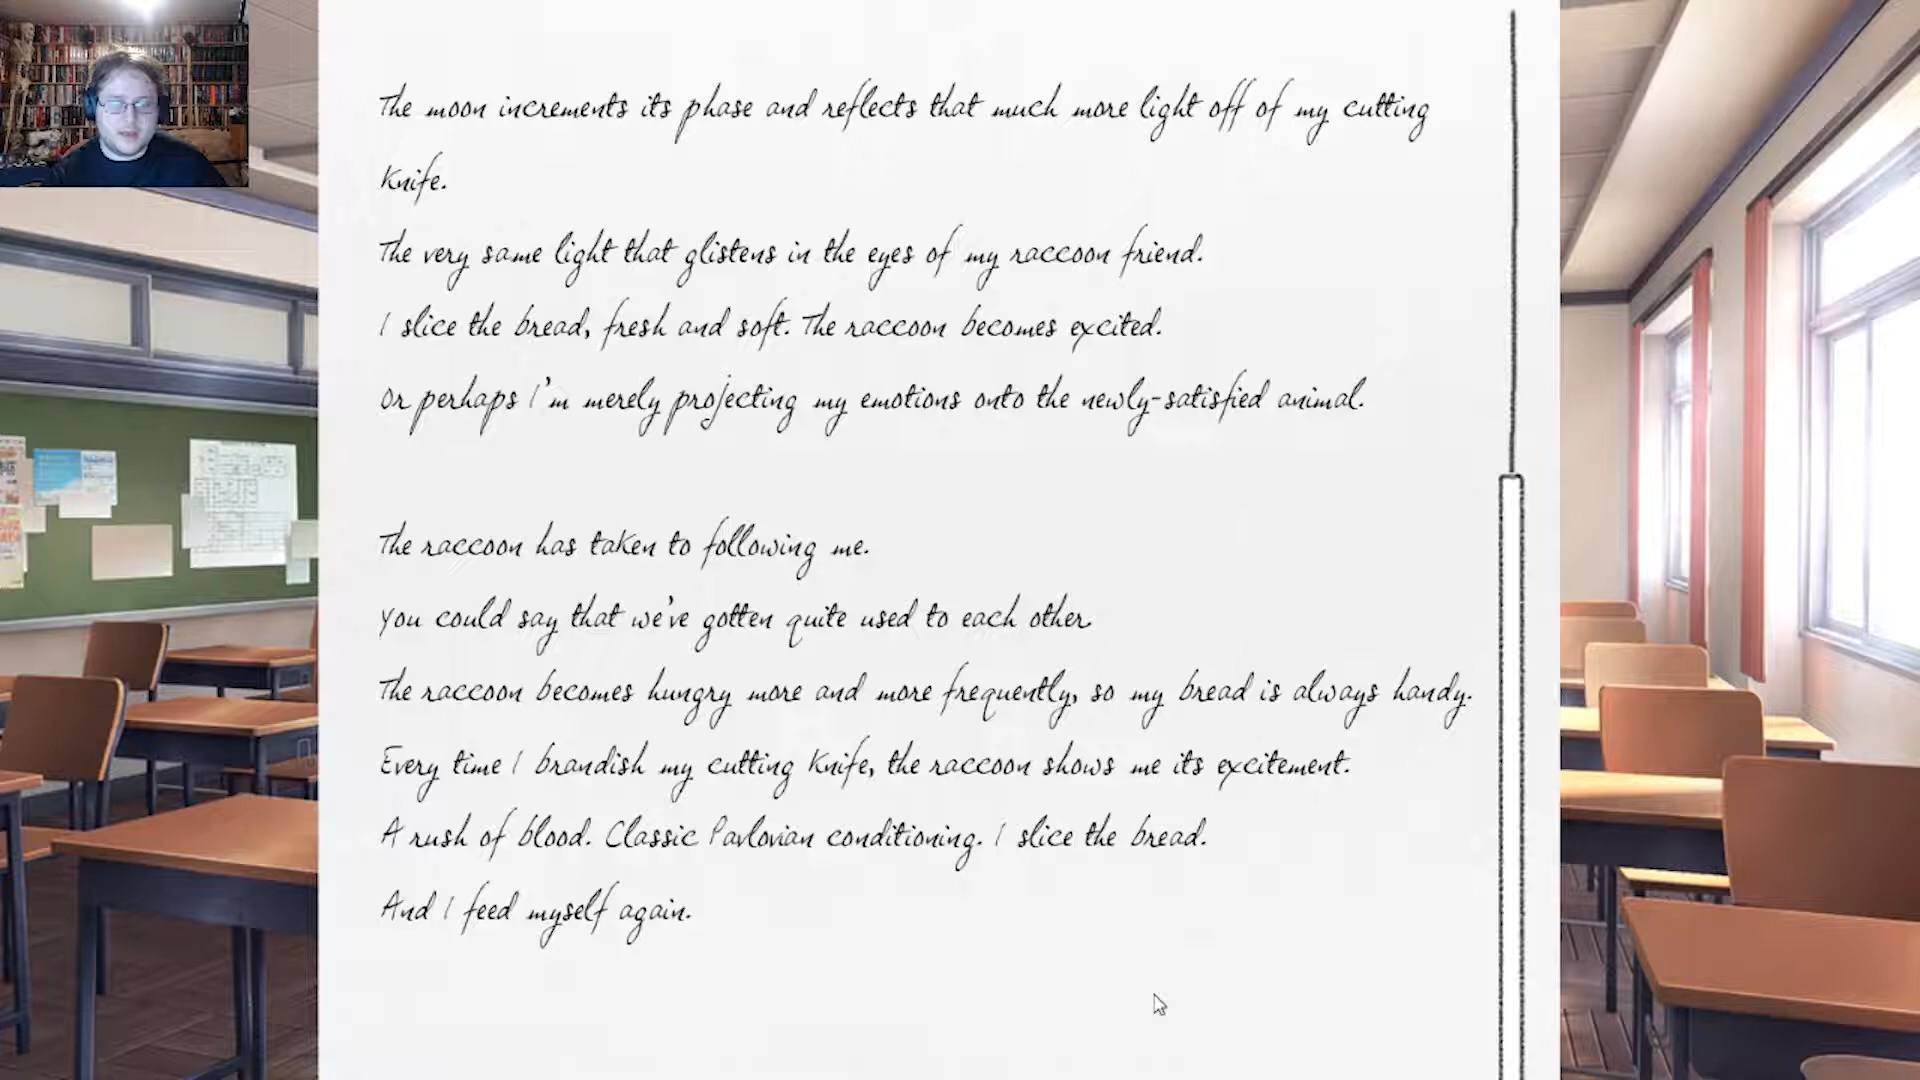 The moon increments its phase and reflects that much more light off of my cutting
knife.
The very same light that glistens in the eyes of my raccoon friend.
I slice the bread, fresh and soft. The raccoon becomes excited.
Or perhaps I'm merely projecting my emotions onto the newly-satisfied animal.
The raccoon has taken to following me.
You could say that we've gotten quite used to each other.
The raccoon becomes hungry more and more frequently, so my bread is always handy.
Every time I brandish my cutting knife, the raccoon shows me its excitement.
A rush of blood. Classic Pavlovian conditioning. I slice the bread.
And I feed myself again.